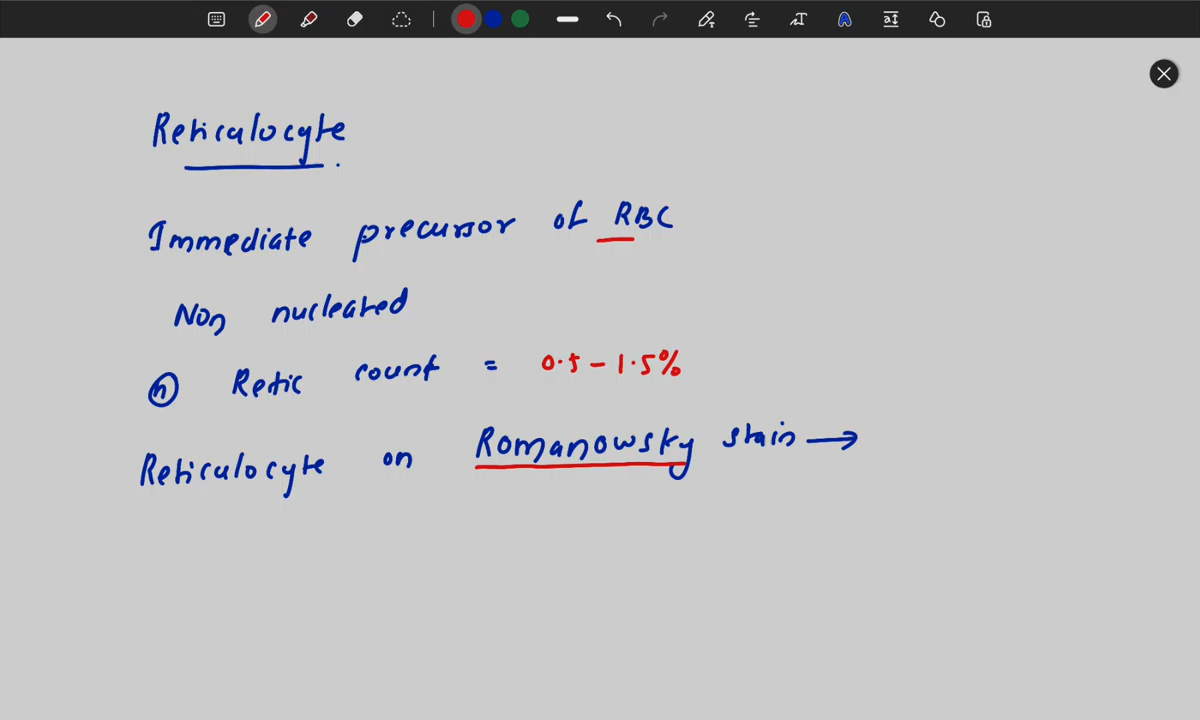 Reticulocyte
Immediate precursor of RBC
Non nucleated
n Retic count = 0.5 - 1.5%
Reticulocyte on Romanowsky stain →